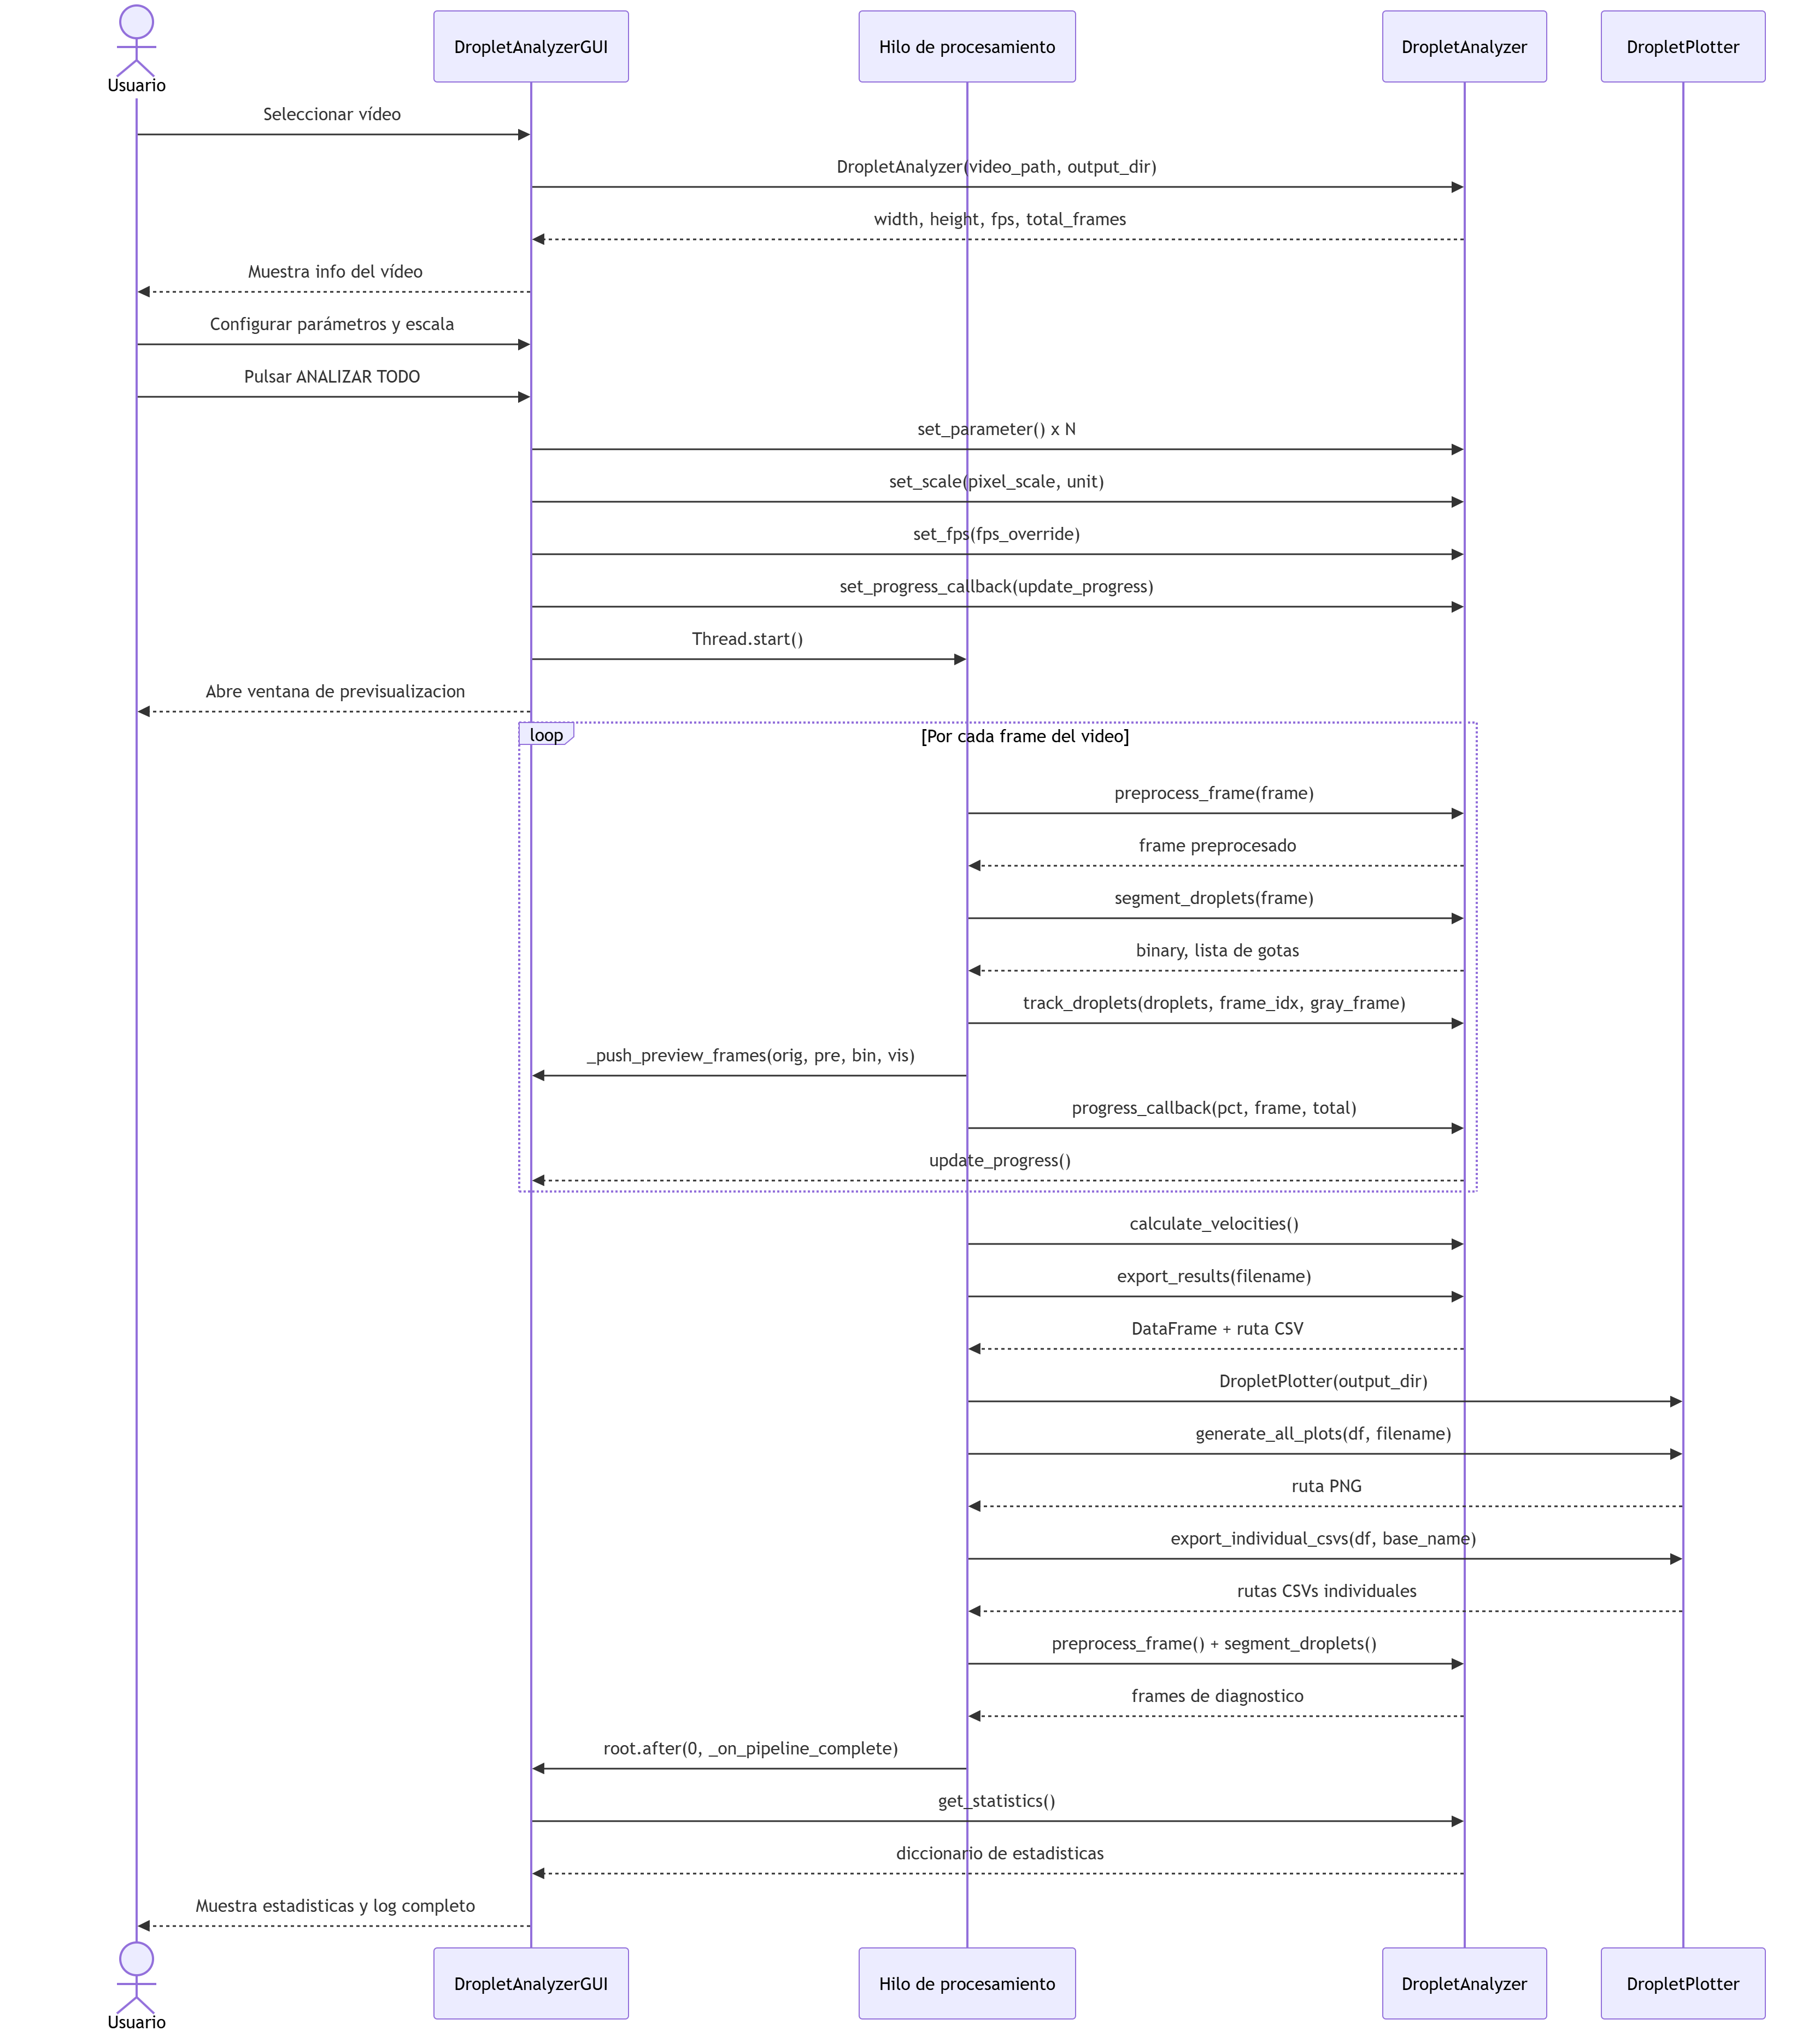 Usuario
DropletAnalyzerGUI
Hilo de procesamiento
DropletAnalyzer
DropletPlotter
Seleccionar vídeo
DropletAnalyzer(video_path, output_dir)
width, height, fps, total_frames
Muestra info del vídeo
Configurar parámetros y escala
Pulsar ANALIZAR TODO
set_parameter() x N
set_scale(pixel_scale, unit)
set_fps(fps_override)
set_progress_callback(update_progress)
Thread.start()
Abre ventana de previsualizacion
loop
[Por cada frame del video]
preprocess_frame(frame)
frame preprocesado
segment_droplets(frame)
binary, lista de gotas
track_droplets(droplets, frame_idx, gray_frame)
_push_preview_frames(orig, pre, bin, vis)
progress_callback(pct, frame, total)
update_progress()
calculate_velocities()
export_results(filename)
DataFrame + ruta CSV
DropletPlotter(output_dir)
generate_all_plots(df, filename)
ruta PNG
export_individual_csvs(df, base_name)
rutas CSVs individuales
preprocess_frame() + segment_droplets()
frames de diagnostico
root.after(0, _on_pipeline_complete)
get_statistics()
diccionario de estadisticas
Muestra estadisticas y log completo
Usuario
DropletAnalyzerGUI
Hilo de procesamiento
DropletAnalyzer
DropletPlotter